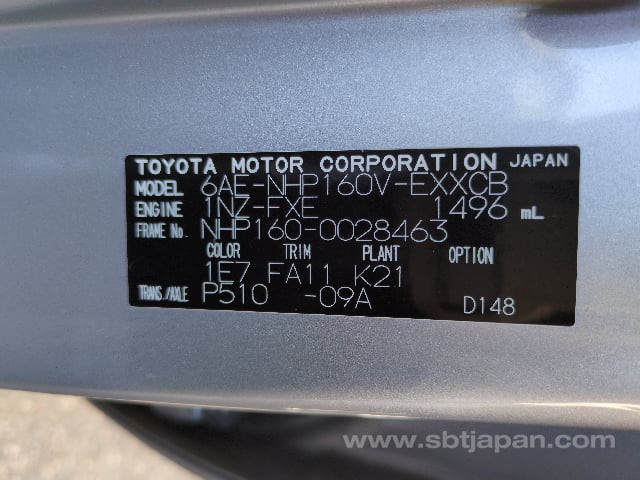 TOYOTA MOTOR CORPORATION JAPAN
MODEL 6AE-NHP160V-EXXCB
ENGINE 1NZ-FXE 1496 mL
FRAME No. NHP160-0028463
COLOR TRIM PLANT OPTION
1E7 FA11 K21
TRANS./AXLE P510 -09A D148
www.sbtjapan.com